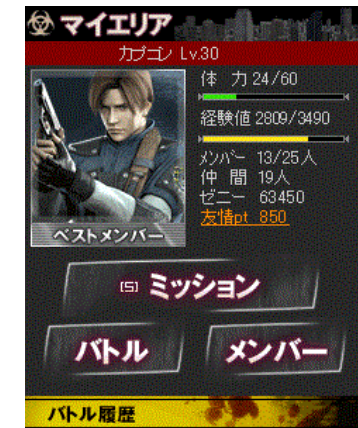 マイエリア
カプコン Lv.30
体 力 24/60
経験値 2809/3490
メンバー 13/25人
仲 間 19人
ゼニー 63450
友情pt 850
ベストメンバー
[5] ミッション
バトル
メンバー
バトル履歴